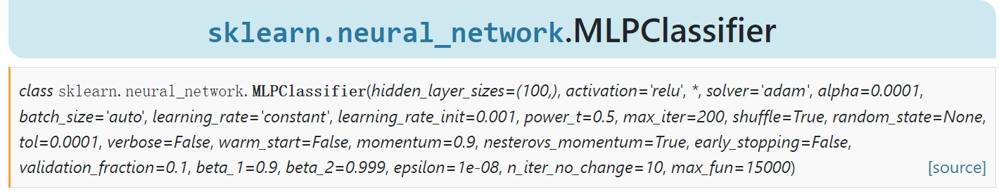 sklearn.neural_network.MLPClassifier
class sklearn.neural_network.MLPClassifier(hidden_layer_sizes=(100,), activation='relu', *, solver='adam', alpha=0.0001,
batch_size='auto', learning_rate='constant', learning_rate_init=0.001, power_t=0.5, max_iter=200, shuffle=True, random_state=None,
tol=0.0001, verbose=False, warm_start=False, momentum=0.9, nesterovs_momentum=True, early_stopping=False,
validation_fraction=0.1, beta_1=0.9, beta_2=0.999, epsilon=1e-08, n_iter_no_change=10, max_fun=15000) [source]